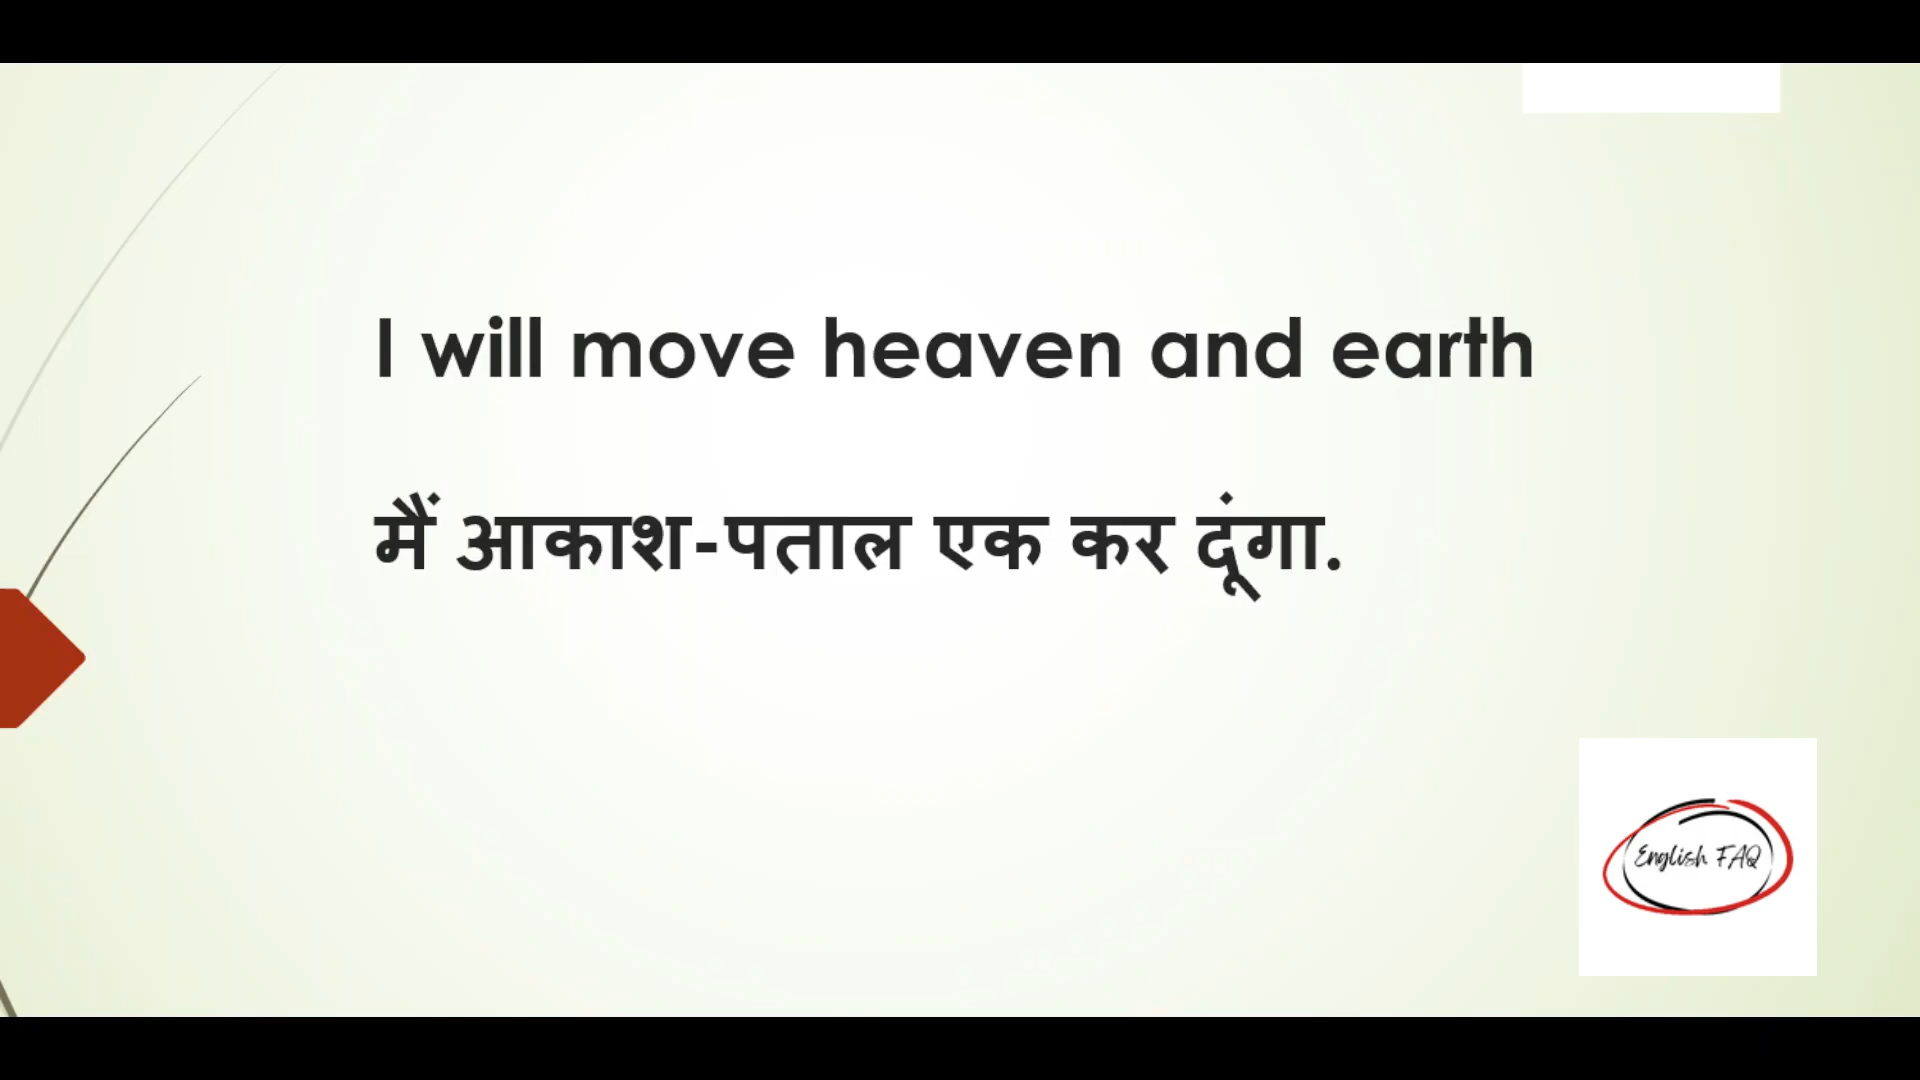 I will move heaven and earth
मैं आकाश-पताल एक कर दूंगा.
English FAQ